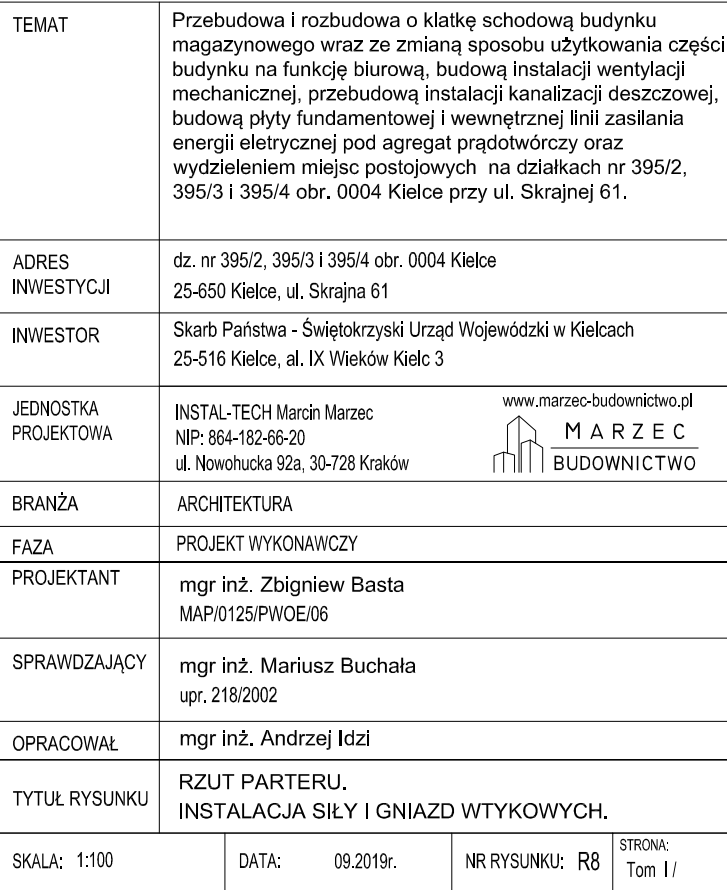 TEMAT
Przebudowa i rozbudowa o klatkę schodową budynku
magazynowego wraz ze zmianą sposobu użytkowania części
budynku na funkcję biurową, budową instalacji wentylacji
mechanicznej, przebudową instalacji kanalizacji deszczowej,
budową płyty fundamentowej i wewnętrznej linii zasilania
energii eletrycznej pod agregat prądotwórczy oraz
wydzieleniem miejsc postojowych na działkach nr 395/2,
395/3 i 395/4 obr. 0004 Kielce przy ul. Skrajnej 61.
ADRES
INWESTYCJI
dz. nr 395/2, 395/3 i 395/4 obr. 0004 Kielce
25-650 Kielce, ul. Skrajna 61
INWESTOR
Skarb Państwa - Świętokrzyski Urząd Wojewódzki w Kielcach
25-516 Kielce, al. IX Wieków Kielc 3
JEDNOSTKA
PROJEKTOWA
INSTAL-TECH Marcin Marzec
NIP: 864-182-66-20
ul. Nowohucka 92a, 30-728 Kraków
www.marzec-budownictwo.pl
MARZEC
BUDOWNICTWO
BRANŻA
ARCHITEKTURA
FAZA
PROJEKT WYKONAWCZY
PROJEKTANT
mgr inż. Zbigniew Basta
MAP/0125/PWOE/06
SPRAWDZAJĄCY
mgr inż. Mariusz Buchała
upr. 218/2002
OPRACOWAŁ
mgr inż. Andrzej Idzi
TYTUŁ RYSUNKU
RZUT PARTERU.
INSTALACJA SIŁY I GNIAZD WTYKOWYCH.
SKALA: 1:100
DATA: 09.2019r.
NR RYSUNKU: R8
STRONA:
Tom I /